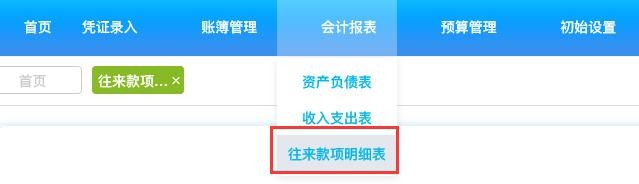 首页 凭证录入 账簿管理 会计报表 预算管理 初始设置
首页 往来款项... ×
资产负债表
收入支出表
往来款项明细表